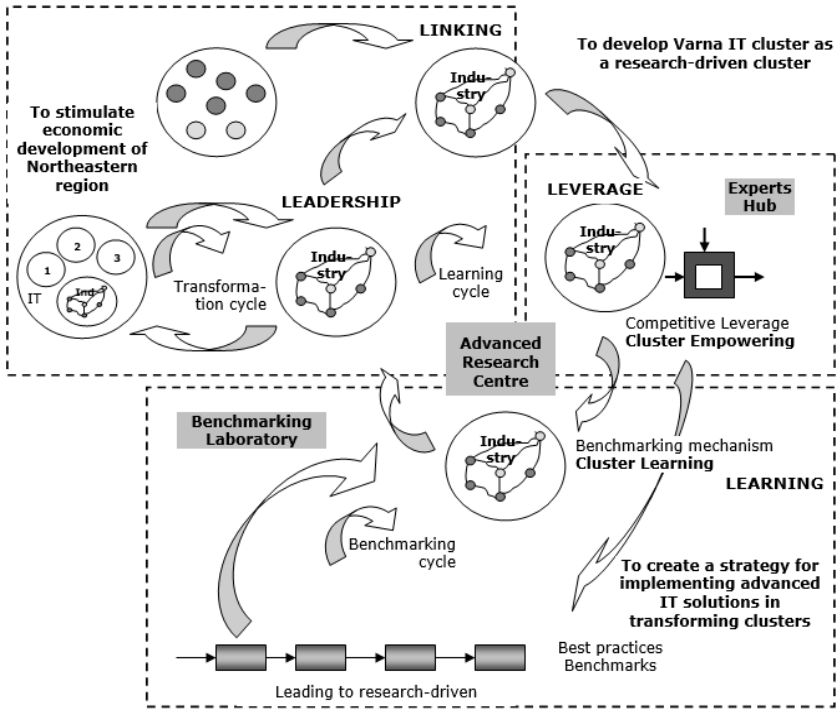 LINKING
To develop Varna IT cluster as
a research-driven cluster
Indu-
stry
To stimulate
economic
development of
Northeastern
region
LEADERSHIP
LEVERAGE
Experts
Hub
1
2
3
IT
Ind
Transforma-
tion cycle
Indu-
stry
Learning
cycle
Indu-
stry
Competitive Leverage
Cluster Empowering
Advanced
Research
Centre
Benchmarking
Laboratory
Indu-
stry
Benchmarking mechanism
Cluster Learning
LEARNING
Benchmarking
cycle
To create a strategy for
implementing advanced
IT solutions in
transforming clusters
Best practices
Benchmarks
Leading to research-driven